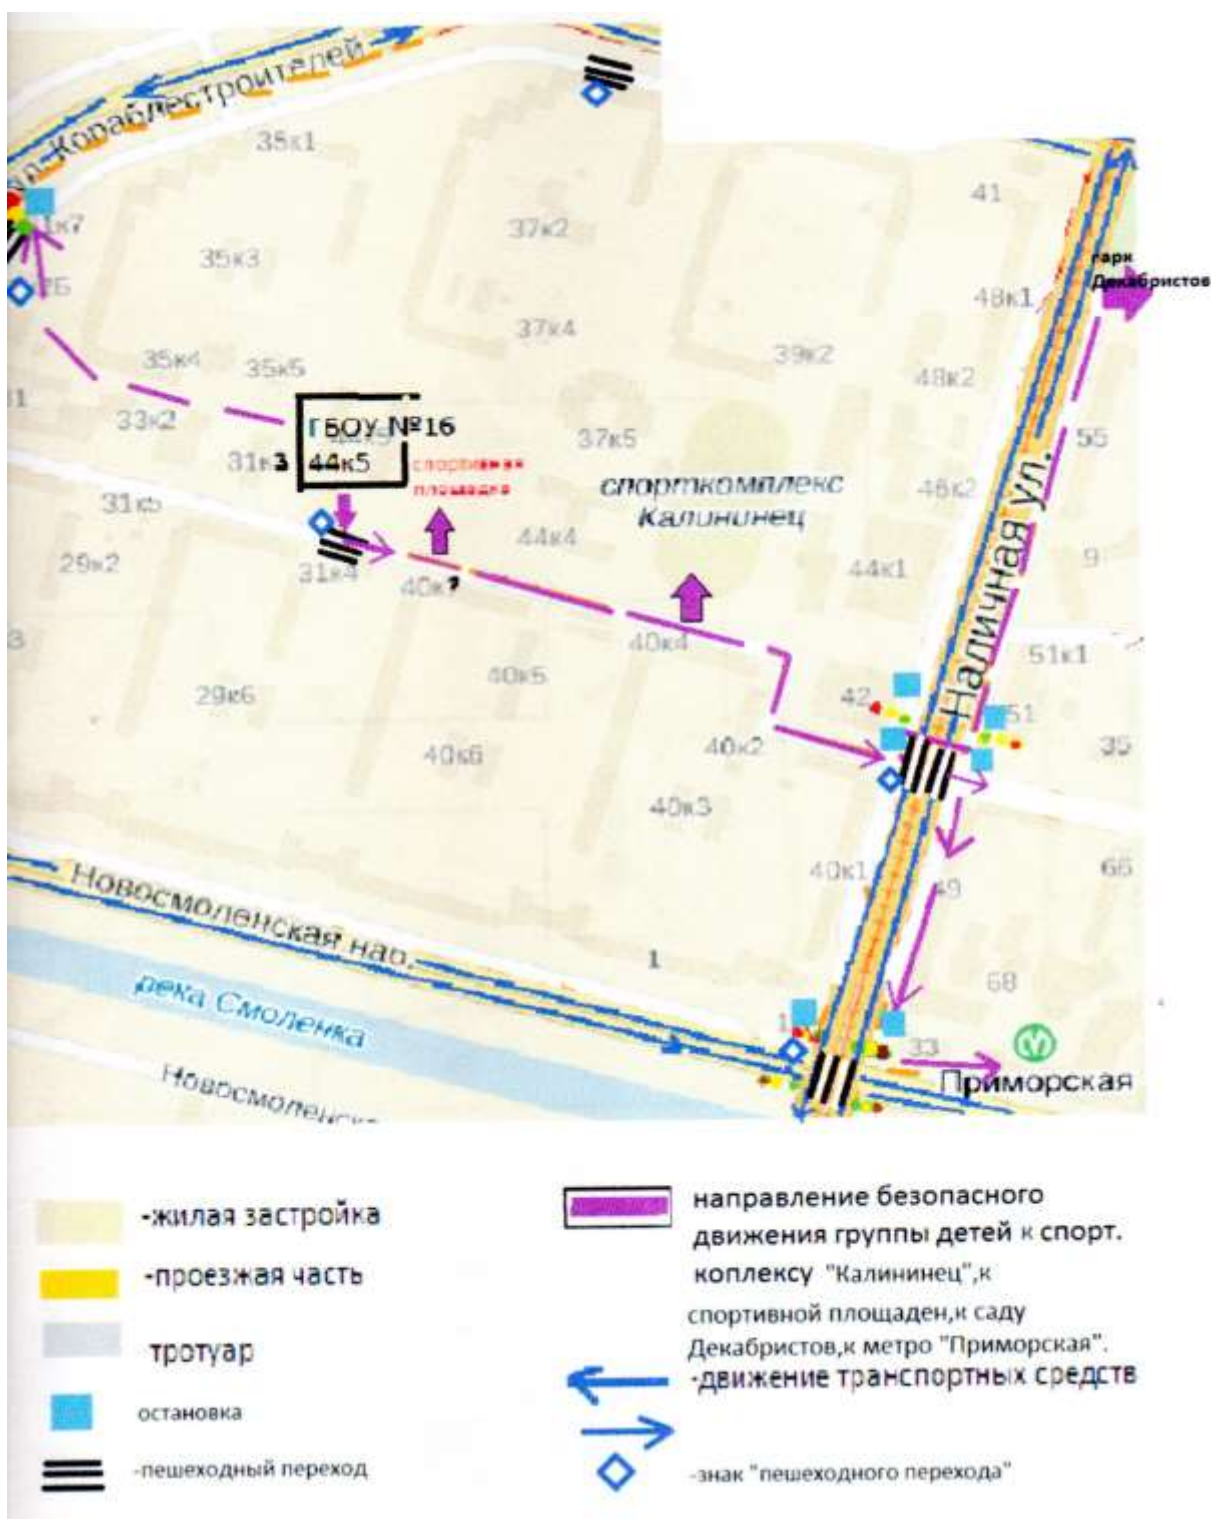 ул. Кораблестроителей
35к1
41
1к7
37к2
35к3
парк
Декабристов
48к1
37к4
39к2
35к4
35к5
48к2
33к2
ГБОУ №16
37к5
55
44к5
спортивная
площадка
спорткомплекс
Калининец
46к2
Наличная ул.
31к5
44к4
29к2
31к4
44к1
9
40к7
40к4
51к1
40к5
29к6
42
51
40к2
35
40к6
40к3
40к1
49
66
Новосмоленская наб.
1
68
река Смоленка
33
Приморская
-жилая застройка
-проезжая часть
тротуар
остановка
-пешеходный переход
направление безопасного
движения группы детей к спорт.
коплексу "Калининец",к
спортивной площаден,к саду
Декабристов,к метро "Приморская".
-движение транспортных средств
-знак "пешеходного перехода"